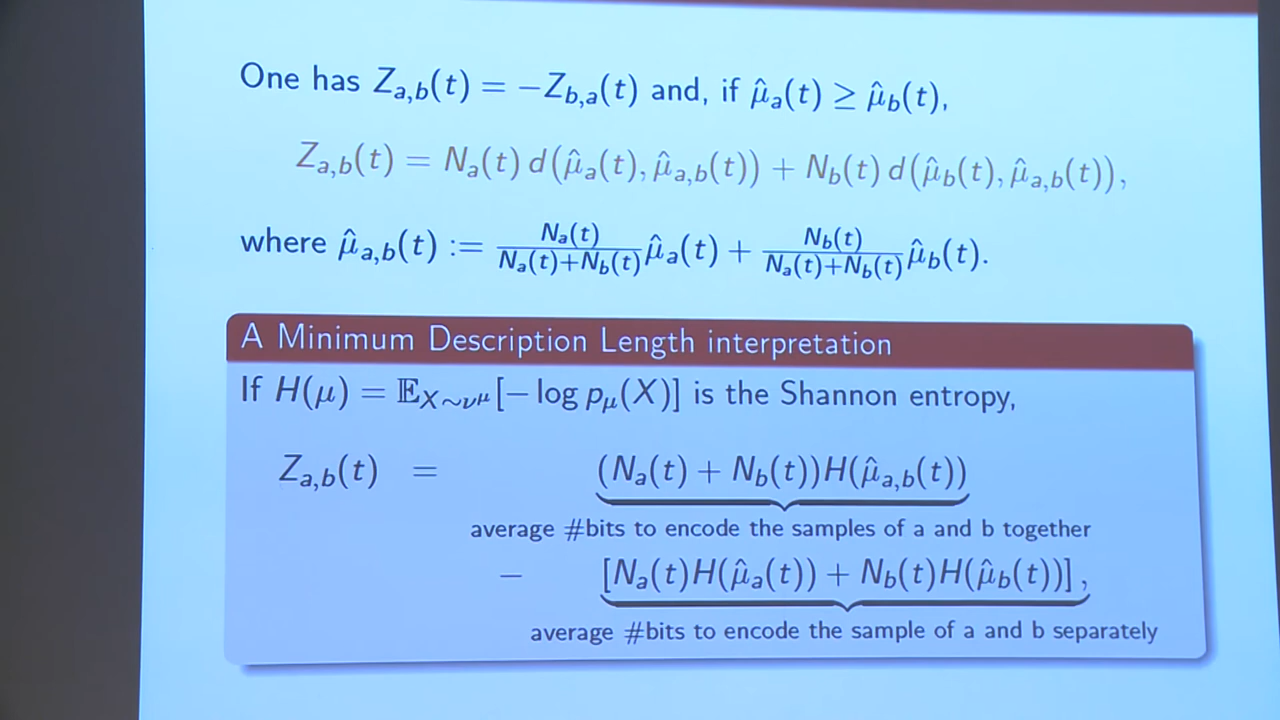 One has Z_{a,b}(t) = −Z_{b,a}(t) and, if μ̂_a(t) ≥ μ̂_b(t),
Z_{a,b}(t) = N_a(t) d(μ̂_a(t), μ̂_{a,b}(t)) + N_b(t) d(μ̂_b(t), μ̂_{a,b}(t)),
where μ̂_{a,b}(t) := \frac{N_a(t)}{N_a(t)+N_b(t)} μ̂_a(t) + \frac{N_b(t)}{N_a(t)+N_b(t)} μ̂_b(t).
A Minimum Description Length interpretation
If H(μ) = 𝔼_{X∼ν^μ}[− log p_μ(X)] is the Shannon entropy,
Z_{a,b}(t) = (N_a(t) + N_b(t))H(μ̂_{a,b}(t))
average #bits to encode the samples of a and b together
− [N_a(t)H(μ̂_a(t)) + N_b(t)H(μ̂_b(t))] ,
average #bits to encode the sample of a and b separately